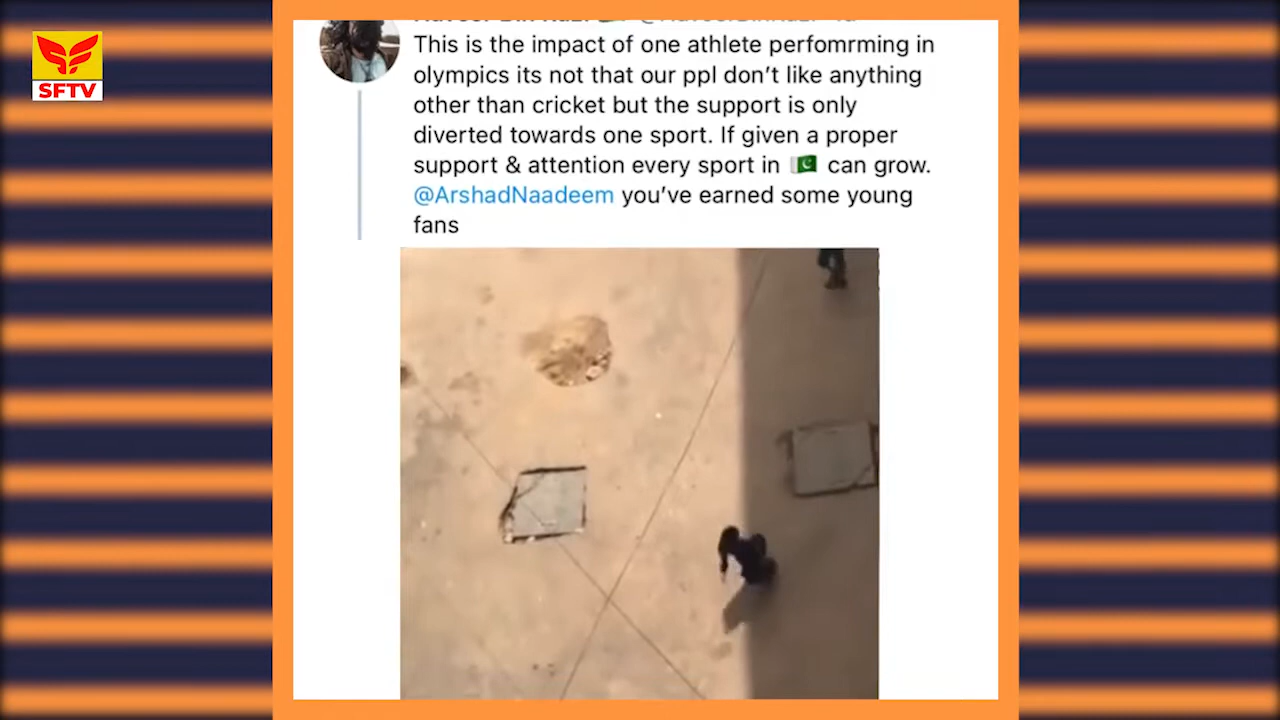 SFTV
This is the impact of one athlete perfomrming in
olympics its not that our ppl don’t like anything
other than cricket but the support is only
diverted towards one sport. If given a proper
support & attention every sport in 🇵🇰 can grow.
@ArshadNaadeem you’ve earned some young
fans